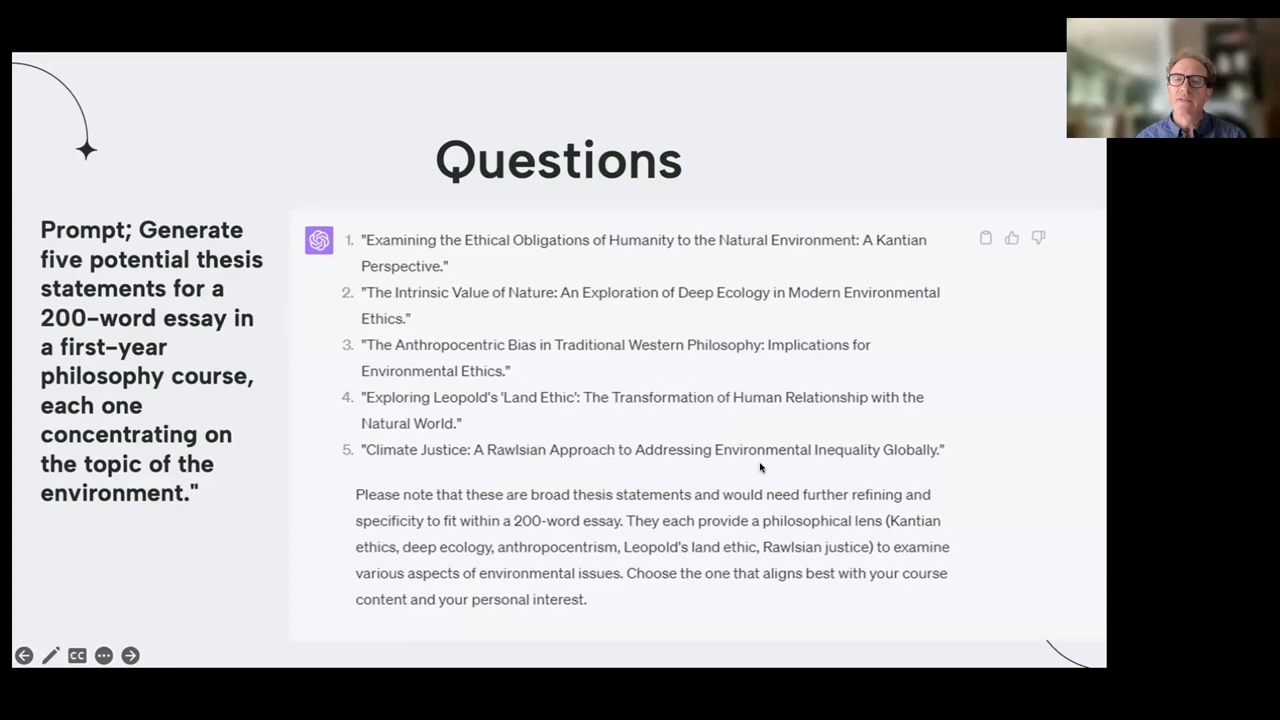 Questions
Prompt; Generate
five potential thesis
statements for a
200-word essay in
a first-year
philosophy course,
each one
concentrating on
the topic of the
environment."
1. "Examining the Ethical Obligations of Humanity to the Natural Environment: A Kantian
Perspective."
2. "The Intrinsic Value of Nature: An Exploration of Deep Ecology in Modern Environmental
Ethics."
3. "The Anthropocentric Bias in Traditional Western Philosophy: Implications for
Environmental Ethics."
4. "Exploring Leopold's 'Land Ethic': The Transformation of Human Relationship with the
Natural World."
5. "Climate Justice: A Rawlsian Approach to Addressing Environmental Inequality Globally."
Please note that these are broad thesis statements and would need further refining and
specificity to fit within a 200-word essay. They each provide a philosophical lens (Kantian
ethics, deep ecology, anthropocentrism, Leopold's land ethic, Rawlsian justice) to examine
various aspects of environmental issues. Choose the one that aligns best with your course
content and your personal interest.
CC